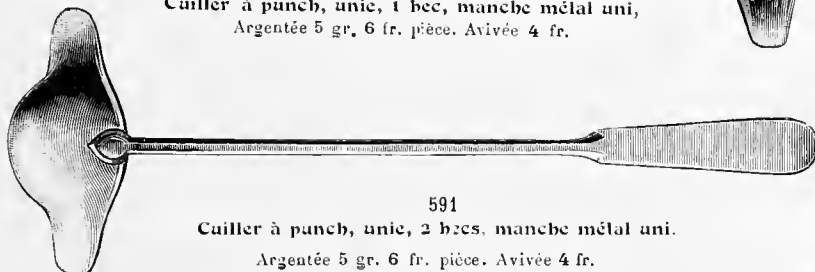 Cuiller à punch, unie, 1 bec, manche métal uni,
Argentée 5 gr. 6 fr. pièce. Avivée 4 fr.
591
Cuiller à punch, unie, 2 becs, manche métal uni.
Argentée 5 gr. 6 fr. pièce. Avivée 4 fr.